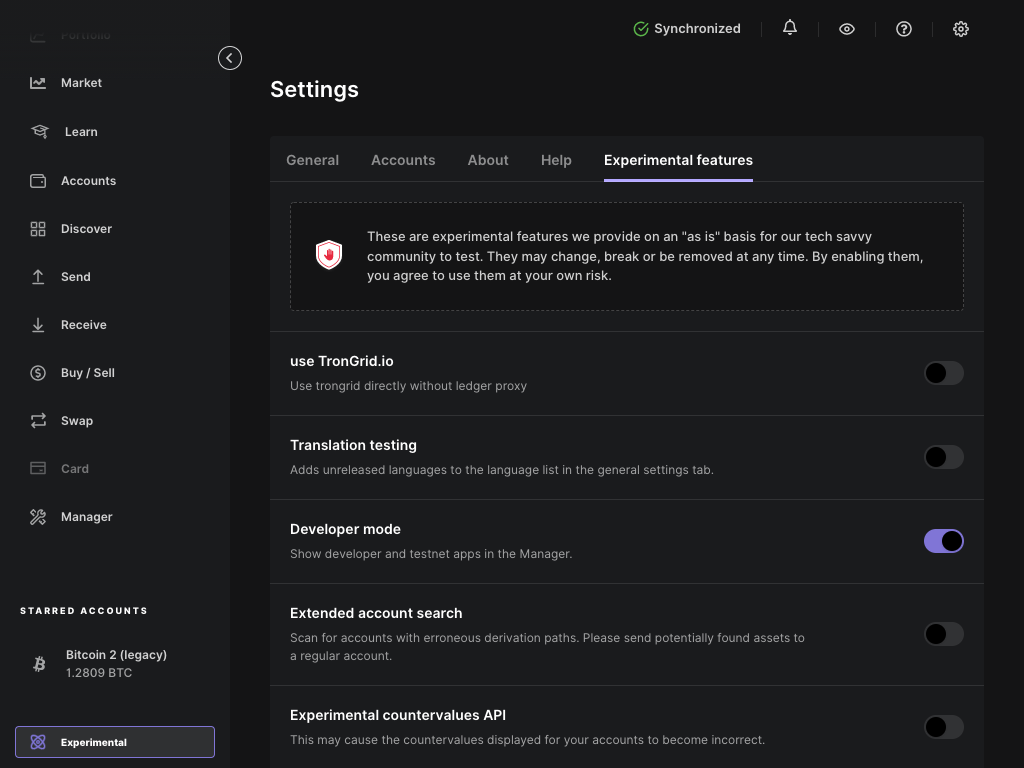 Portfolio
Market
Learn
Accounts
Discover
Send
Receive
Buy / Sell
Swap
Card
Manager
STARRED ACCOUNTS
Bitcoin 2 (legacy)
1.2809 BTC
Experimental
Synchronized
Settings
General Accounts About Help Experimental features
These are experimental features we provide on an "as is" basis for our tech savvy
community to test. They may change, break or be removed at any time. By enabling them,
you agree to use them at your own risk.
use TronGrid.io
Use trongrid directly without ledger proxy
Translation testing
Adds unreleased languages to the language list in the general settings tab.
Developer mode
Show developer and testnet apps in the Manager.
Extended account search
Scan for accounts with erroneous derivation paths. Please send potentially found assets to
a regular account.
Experimental countervalues API
This may cause the countervalues displayed for your accounts to become incorrect.